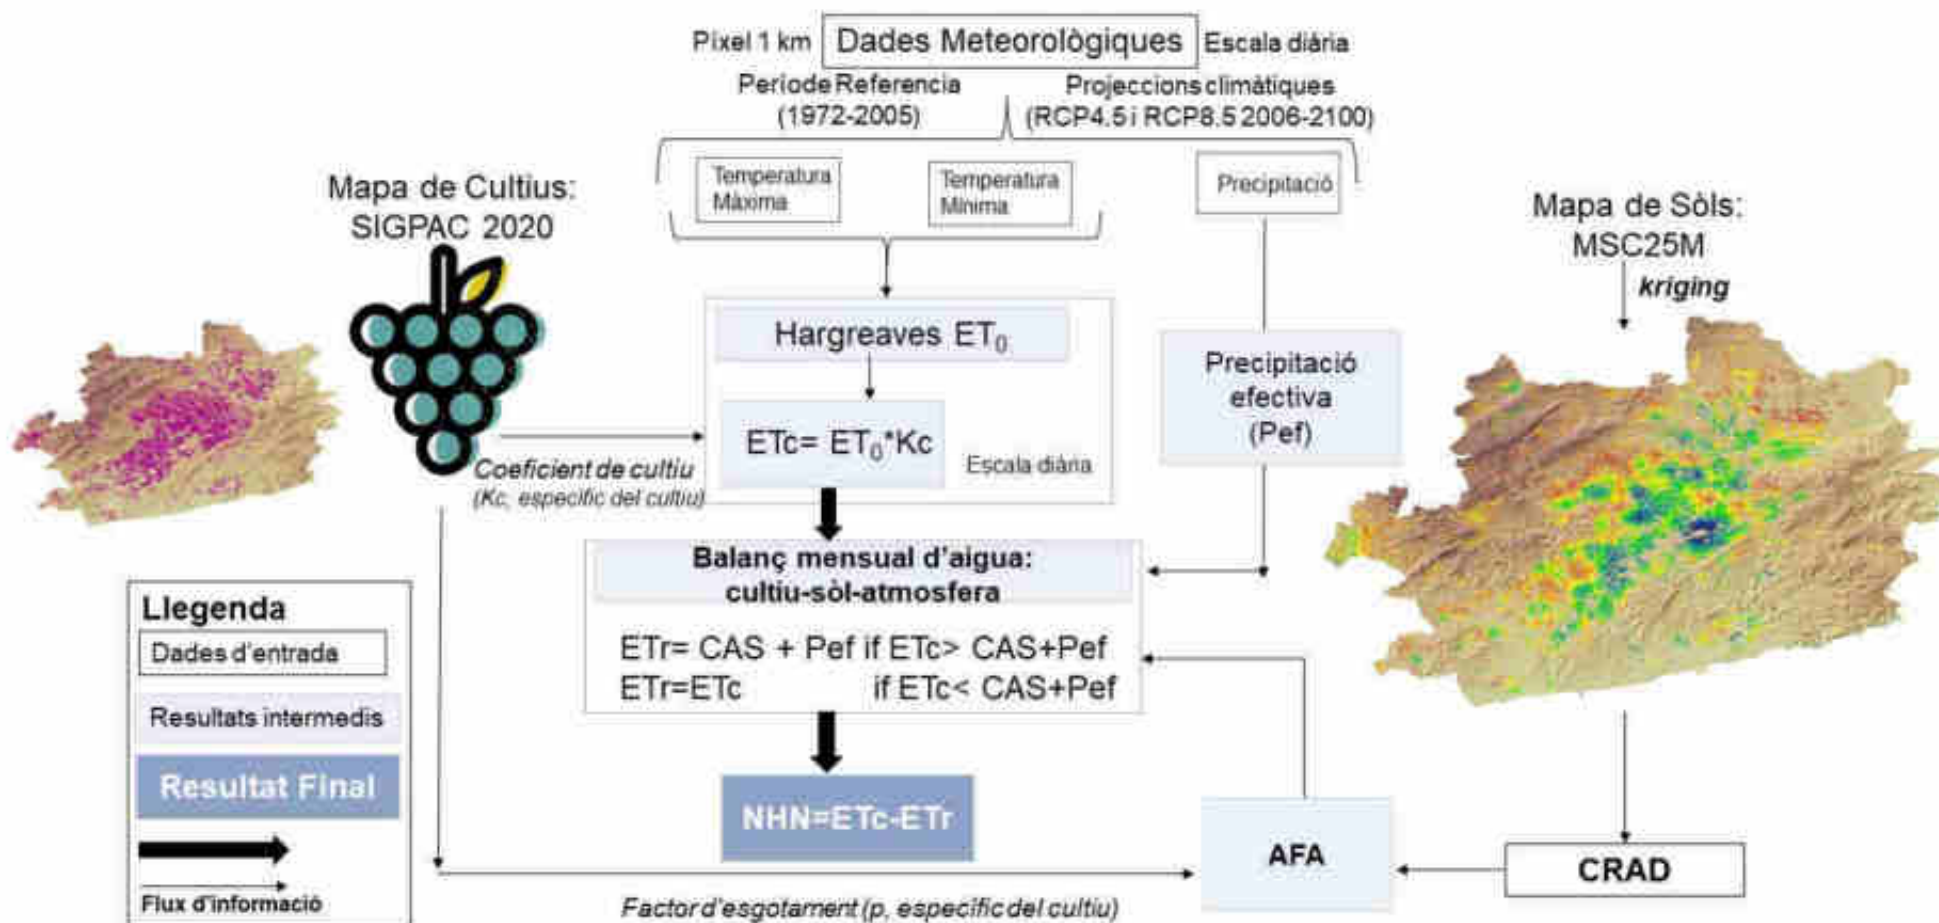 Píxel 1 km Dades Meteorològiques Escala diària
Període Referencia
(1972-2005)
Projeccions climàtiques
(RCP4.5 i RCP8.5 2006-2100)
Temperatura
Màxima
Temperatura
Mínima
Precipitació
Mapa de Cultius:
SIGPAC 2020
Mapa de Sòls:
MSC25M
kriging
Hargreaves ET₀
ETc= ET₀*Kc
Escala diària
Precipitació
efectiva
(Pef)
Coeficient de cultiu
(Kc, específic del cultiu)
Balanç mensual d'aigua:
cultiu-sòl-atmosfera
ETr= CAS + Pef if ETc> CAS+Pef
ETr=ETc if ETc< CAS+Pef
NHN=ETc-ETr
AFA
CRAD
Factor d'esgotament (p, específic del cultiu)
Llegenda
Dades d'entrada
Resultats intermedis
Resultat Final
Flux d'informació